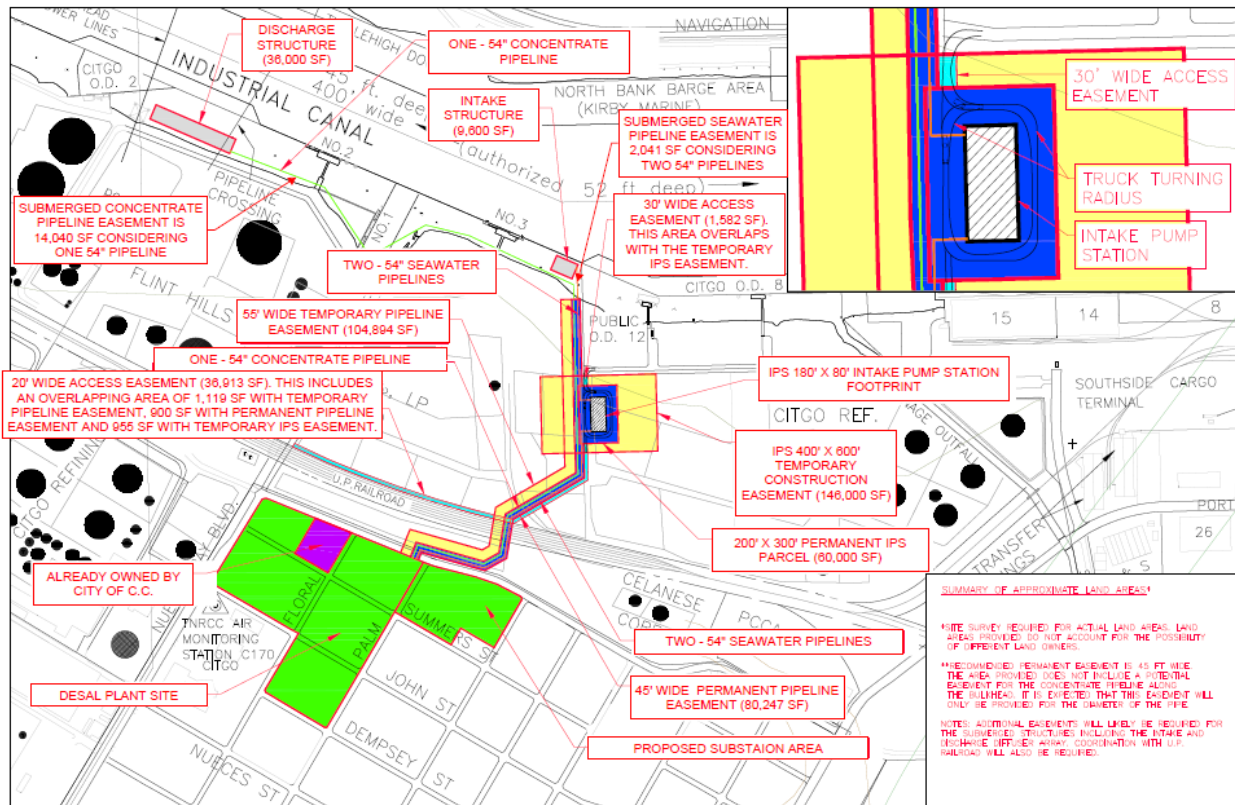 NAVIGATION
DISCHARGE
STRUCTURE
(36,000 SF)
ONE - 54" CONCENTRATE
PIPELINE
CITGO
O.D. 2
INDUSTRIAL CANAL
45 ft. deep
400' wide
(authorized 52 ft deep)
NORTH BANK BARGE AREA
(KIRBY MARINE)
INTAKE
STRUCTURE
(9,600 SF)
SUBMERGED SEAWATER
PIPELINE EASEMENT IS
2,041 SF CONSIDERING
TWO 54" PIPELINES
30' WIDE ACCESS
EASEMENT
TRUCK TURNING
RADIUS
INTAKE PUMP
STATION
NO.2
PIPELINE
CROSSING
NO.1
NO.3
SUBMERGED CONCENTRATE
PIPELINE EASEMENT IS
14,040 SF CONSIDERING
ONE 54" PIPELINE
30' WIDE ACCESS
EASEMENT (1,582 SF).
THIS AREA OVERLAPS
WITH THE TEMPORARY
IPS EASEMENT.
TWO - 54" SEAWATER
PIPELINES
CITGO O.D. 8
FLINT HILLS
PUBLIC
O.D. 12
15
14
8
55' WIDE TEMPORARY PIPELINE
EASEMENT (104,894 SF)
ONE - 54" CONCENTRATE PIPELINE
20' WIDE ACCESS EASEMENT (36,913 SF). THIS INCLUDES
AN OVERLAPPING AREA OF 1,119 SF WITH TEMPORARY
PIPELINE EASEMENT, 900 SF WITH PERMANENT PIPELINE
EASEMENT AND 955 SF WITH TEMPORARY IPS EASEMENT.
LP
IPS 180' X 80' INTAKE PUMP STATION
FOOTPRINT
SOUTHSIDE CARGO
TERMINAL
CITGO REF.
OUTFALL
IPS 400' X 600'
TEMPORARY
CONSTRUCTION
EASEMENT (146,000 SF)
U.P.RAILROAD
CITGO REFINING
BLVD.
200' X 300' PERMANENT IPS
PARCEL (60,000 SF)
TRANSFER
PORT
26
ALREADY OWNED BY
CITY OF C.C.
FLORAL
PALM
SUMMERS ST
CELANESE
TNRCC AIR
MONITORING
STATION C170
CITGO
TWO - 54" SEAWATER PIPELINES
DESAL PLANT SITE
JOHN ST
45' WIDE PERMANENT PIPELINE
EASEMENT (80,247 SF)
DEMPSEY ST
PROPOSED SUBSTAION AREA
NUECES ST
SUMMARY OF APPROXIMATE LAND AREAS*
*SITE SURVEY REQUIRED FOR ACTUAL LAND AREAS. LAND
AREAS PROVIDED DO NOT ACCOUNT FOR THE POSSIBILITY
OF DIFFERENT LAND OWNERS.
**RECOMMENDED PERMANENT EASEMENT IS 45 FT WIDE.
THE AREA PROVIDED DOES NOT INCLUDE A POTENTIAL
EASEMENT FOR THE CONCENTRATE PIPELINE ALONG
THE BULKHEAD. IT IS EXPECTED THAT THIS EASEMENT WILL
ONLY BE PROVIDED FOR THE DIAMETER OF THE PIPE
NOTES: ADDITIONAL EASEMENTS WILL LIKELY BE REQUIRED FOR
THE SUBMERGED STRUCTURES INCLUDING THE INTAKE AND
DISCHARGE DIFFUSER ARRAY. COORDINATION WITH U.P.
RAILROAD WILL ALSO BE REQUIRED.